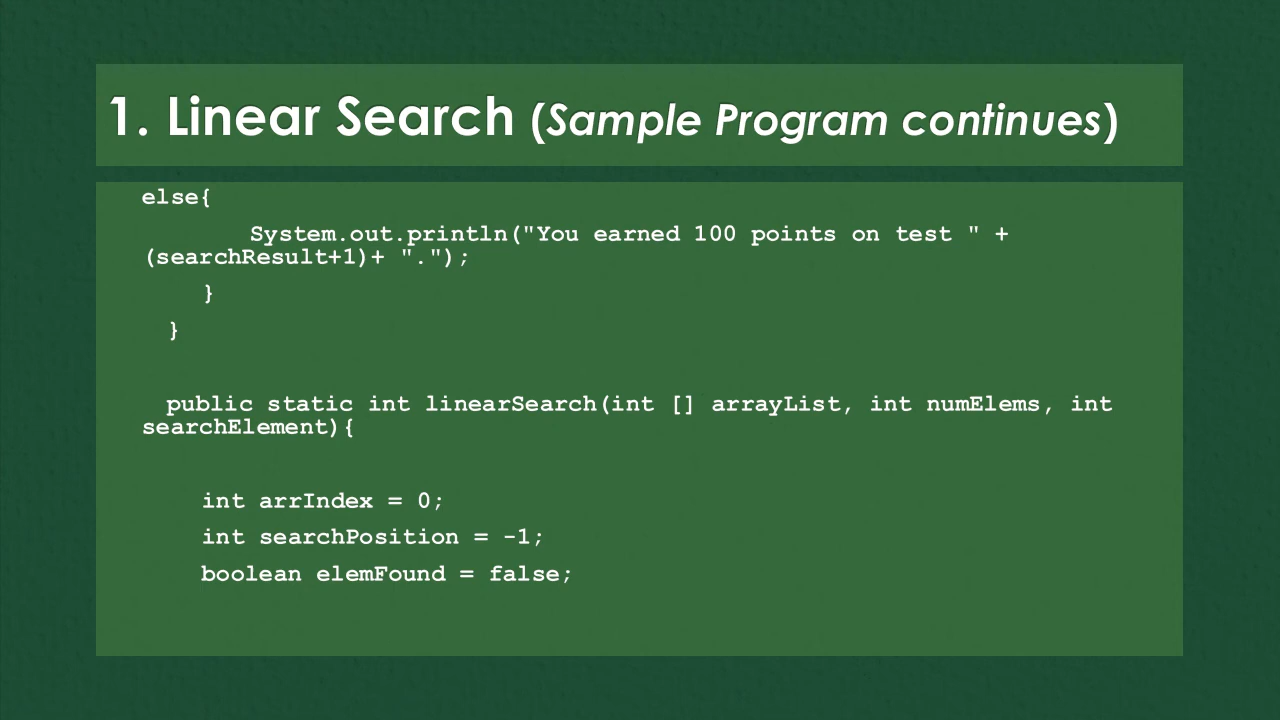 1. Linear Search (Sample Program continues)
else{
System.out.println("You earned 100 points on test " +
(searchResult+1)+ ".");
}
}
public static int linearSearch(int [] arrayList, int numElems, int
searchElement){
int arrIndex = 0;
int searchPosition = -1;
boolean elemFound = false;